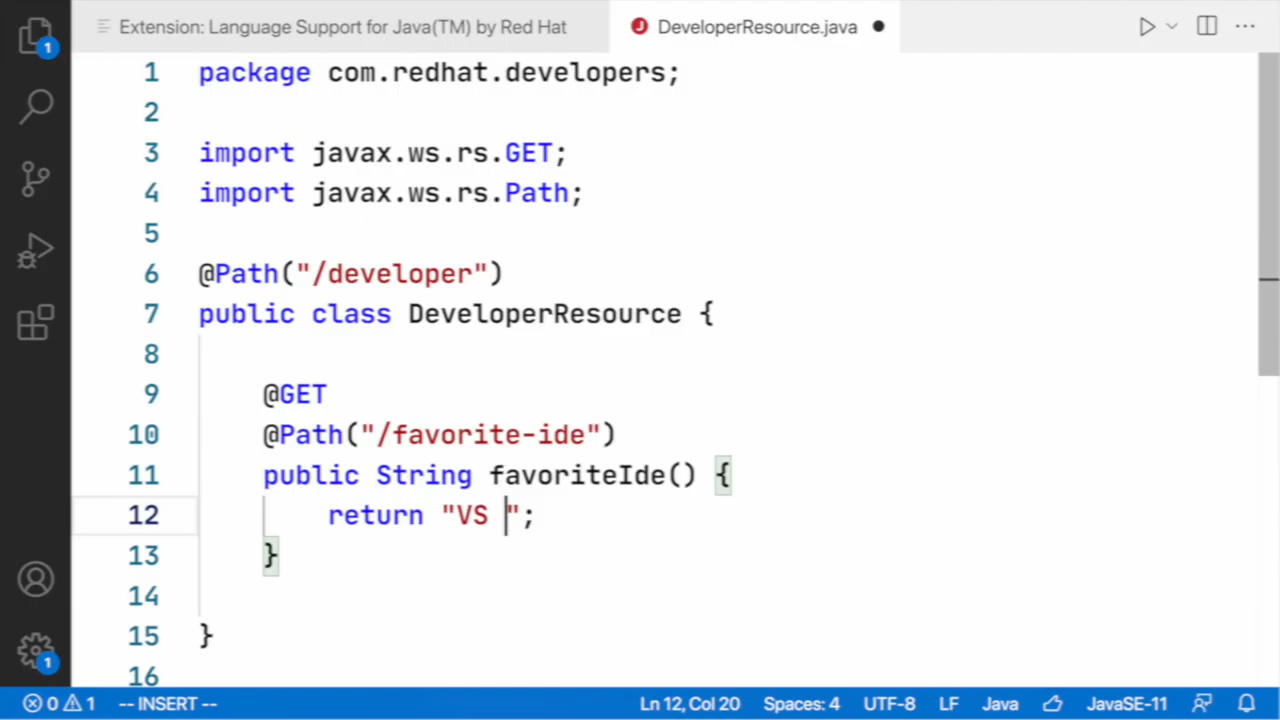 Extension: Language Support for Java(TM) by Red Hat
DeveloperResource.java
1
1 package com.redhat.developers;
2
3 import javax.ws.rs.GET;
4 import javax.ws.rs.Path;
5
6 @Path("/developer")
7 public class DeveloperResource {
8
9 @GET
10 @Path("/favorite-ide")
11 public String favoriteIde() {
12 return "VS ";
13 }
14
15 }
16
1
0 1 -- INSERT -- Ln 12, Col 20 Spaces: 4 UTF-8 LF Java JavaSE-11